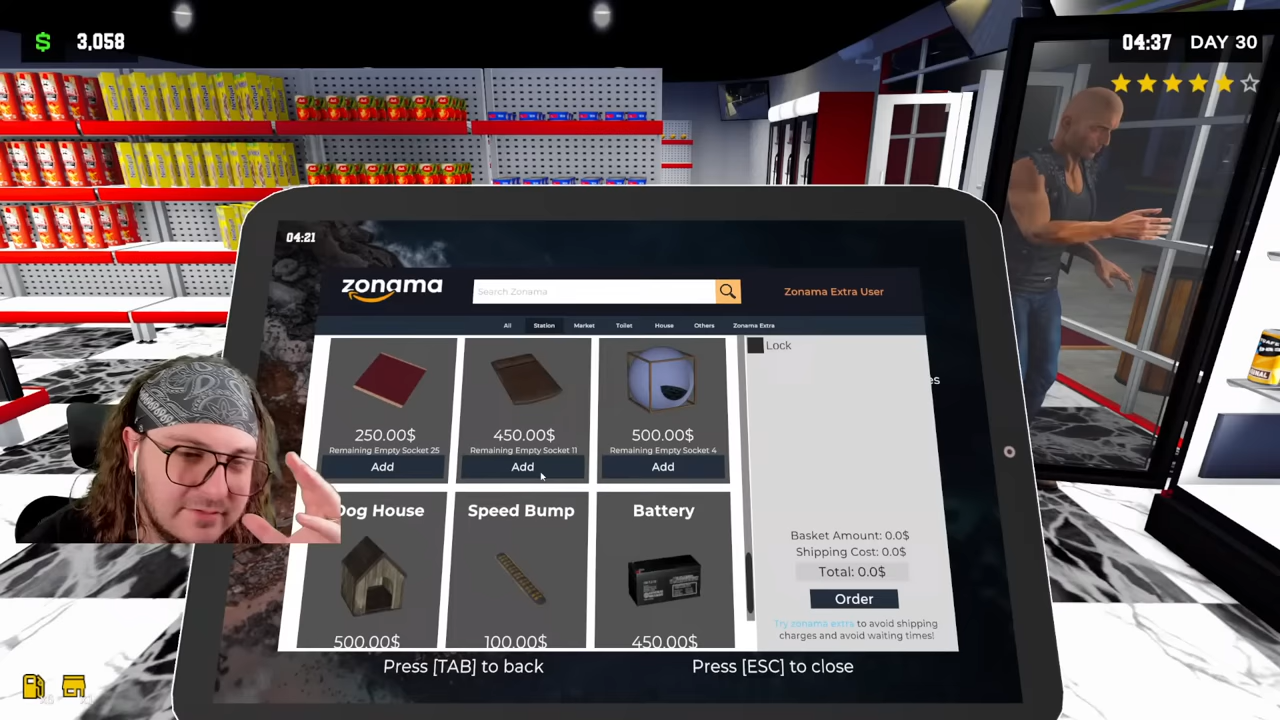 $ 3,058
04:37 DAY 30
04:21
zonama
Search Zonama
Zonama Extra User
All Station Market Toilet House Others Zonama Extra
Lock
es
250.00$ 450.00$ 500.00$
Remaining Empty Socket 25 Remaining Empty Socket 11 Remaining Empty Socket 4
Add Add Add
Dog House Speed Bump Battery
500.00$ 100.00$ 450.00$
Basket Amount: 0.0$
Shipping Cost: 0.0$
Total: 0.0$
Order
Try zonama extra to avoid shipping
charges and avoid waiting times!
Press [TAB] to back Press [ESC] to close